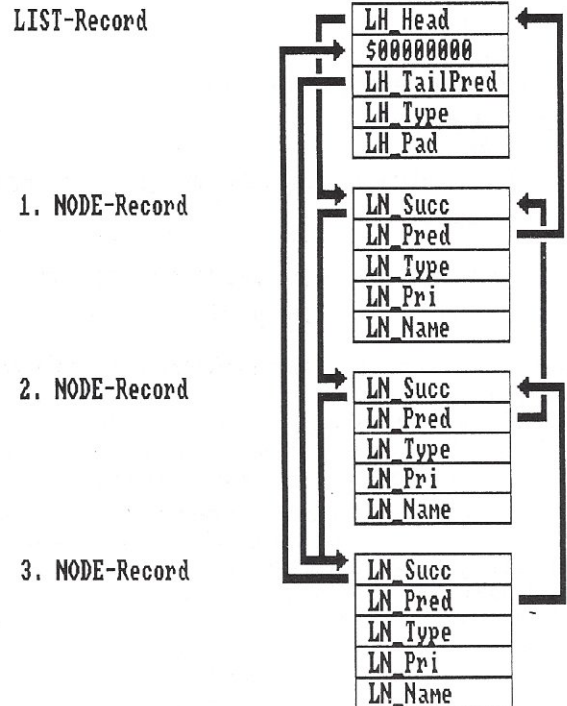 LIST-Record
LH_Head
$00000000
LH_TailPred
LH_Type
LH_Pad
1. NODE-Record
LN_Succ
LN_Pred
LN_Type
LN_Pri
LN_Name
2. NODE-Record
LN_Succ
LN_Pred
LN_Type
LN_Pri
LN_Name
3. NODE-Record
LN_Succ
LN_Pred
LN_Type
LN_Pri
LN_Name